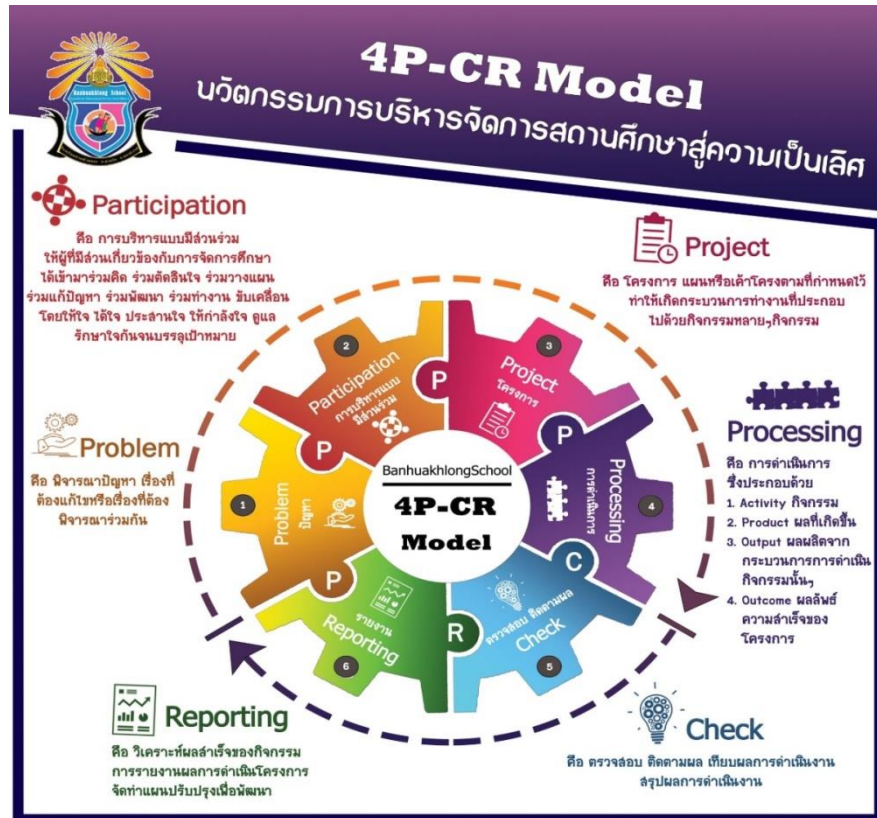 Banhuakhlong School
4P-CR Model
นวัตกรรมการบริหารจัดการสถานศึกษาสู่ความเป็นเลิศ
Participation
คือ การบริหารแบบมีส่วนร่วม
ให้ผู้ที่มีส่วนเกี่ยวข้องกับการจัดการศึกษา
ได้เข้ามาร่วมคิด ร่วมตัดสินใจ ร่วมวางแผน
ร่วมแก้ปัญหา ร่วมพัฒนา ร่วมทำงาน ขับเคลื่อน
โดยให้ใจ ได้ใจ ประสานใจ ให้กำลังใจ ดูแล
รักษาใจกันจนบรรลุเป้าหมาย
Project
คือ โครงการ แผนหรือเค้าโครงตามที่กำหนดไว้
ทำให้เกิดกระบวนการทำงานที่ประกอบ
ไปด้วยกิจกรรมหลายๆกิจกรรม
Problem
คือ พิจารณาปัญหา เรื่องที่
ต้องแก้ไขหรือเรื่องที่ต้อง
พิจารณาร่วมกัน
Processing
คือ การดำเนินการ
ซึ่งประกอบด้วย
1. Activity กิจกรรม
2. Product ผลที่เกิดขึ้น
3. Output ผลผลิตจาก
กระบวนการการดำเนิน
กิจกรรมนั้นๆ
4. Outcome ผลลัพธ์
ความสำเร็จของ
โครงการ
2
Participation
การบริหารแบบ
มีส่วนร่วม
P
3
Project
โครงการ
P
1
Problem
ปัญหา
P
4
Processing
การดำเนินการ
C
BanhuakhlongSchool
4P-CR
Model
P
6
Reporting
รายงาน
R
5
Check
ตรวจสอบ ติดตามผล
Reporting
คือ วิเคราะห์ผลสำเร็จของกิจกรรม
การรายงานผลการดำเนินโครงการ
จัดทำแผนปรับปรุงเพื่อพัฒนา
Check
คือ ตรวจสอบ ติดตามผล เทียบผลการดำเนินงาน
สรุปผลการดำเนินงาน